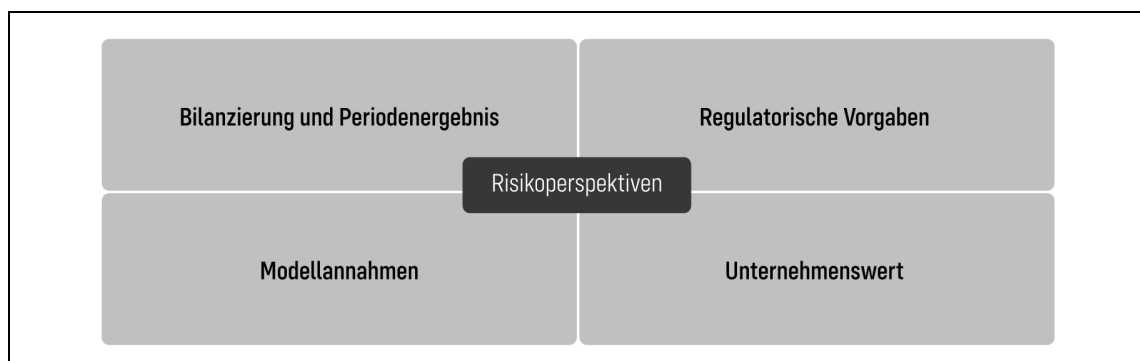 Bilanzierung und Periodenergebnis
Regulatorische Vorgaben
Risikoperspektiven
Modellannahmen
Unternehmenswert